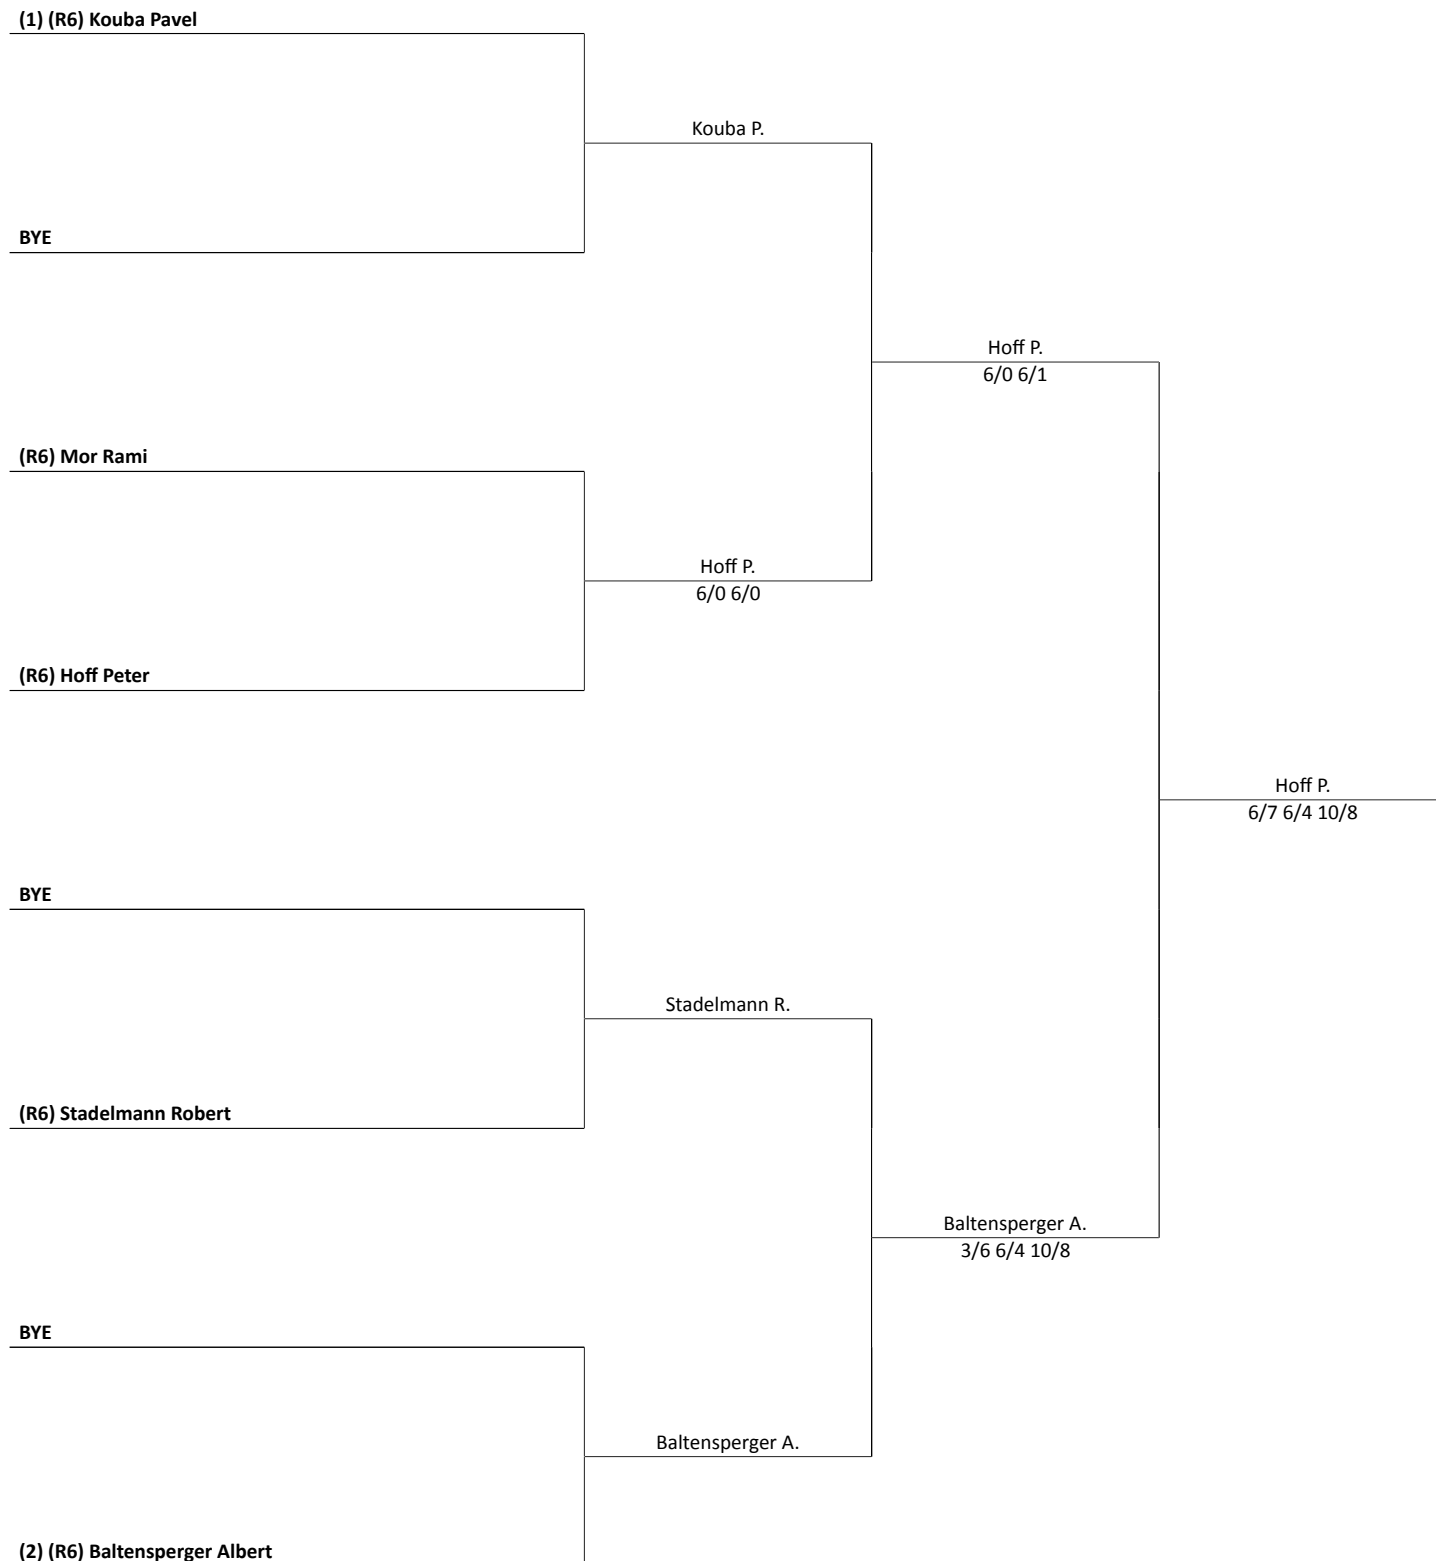 (1) (R6) Kouba Pavel
Kouba P.
BYE
Hoff P.
6/0 6/1
(R6) Mor Rami
Hoff P.
6/0 6/0
(R6) Hoff Peter
Hoff P.
6/7 6/4 10/8
BYE
Stadelmann R.
(R6) Stadelmann Robert
Baltensperger A.
3/6 6/4 10/8
BYE
Baltensperger A.
(2) (R6) Baltensperger Albert